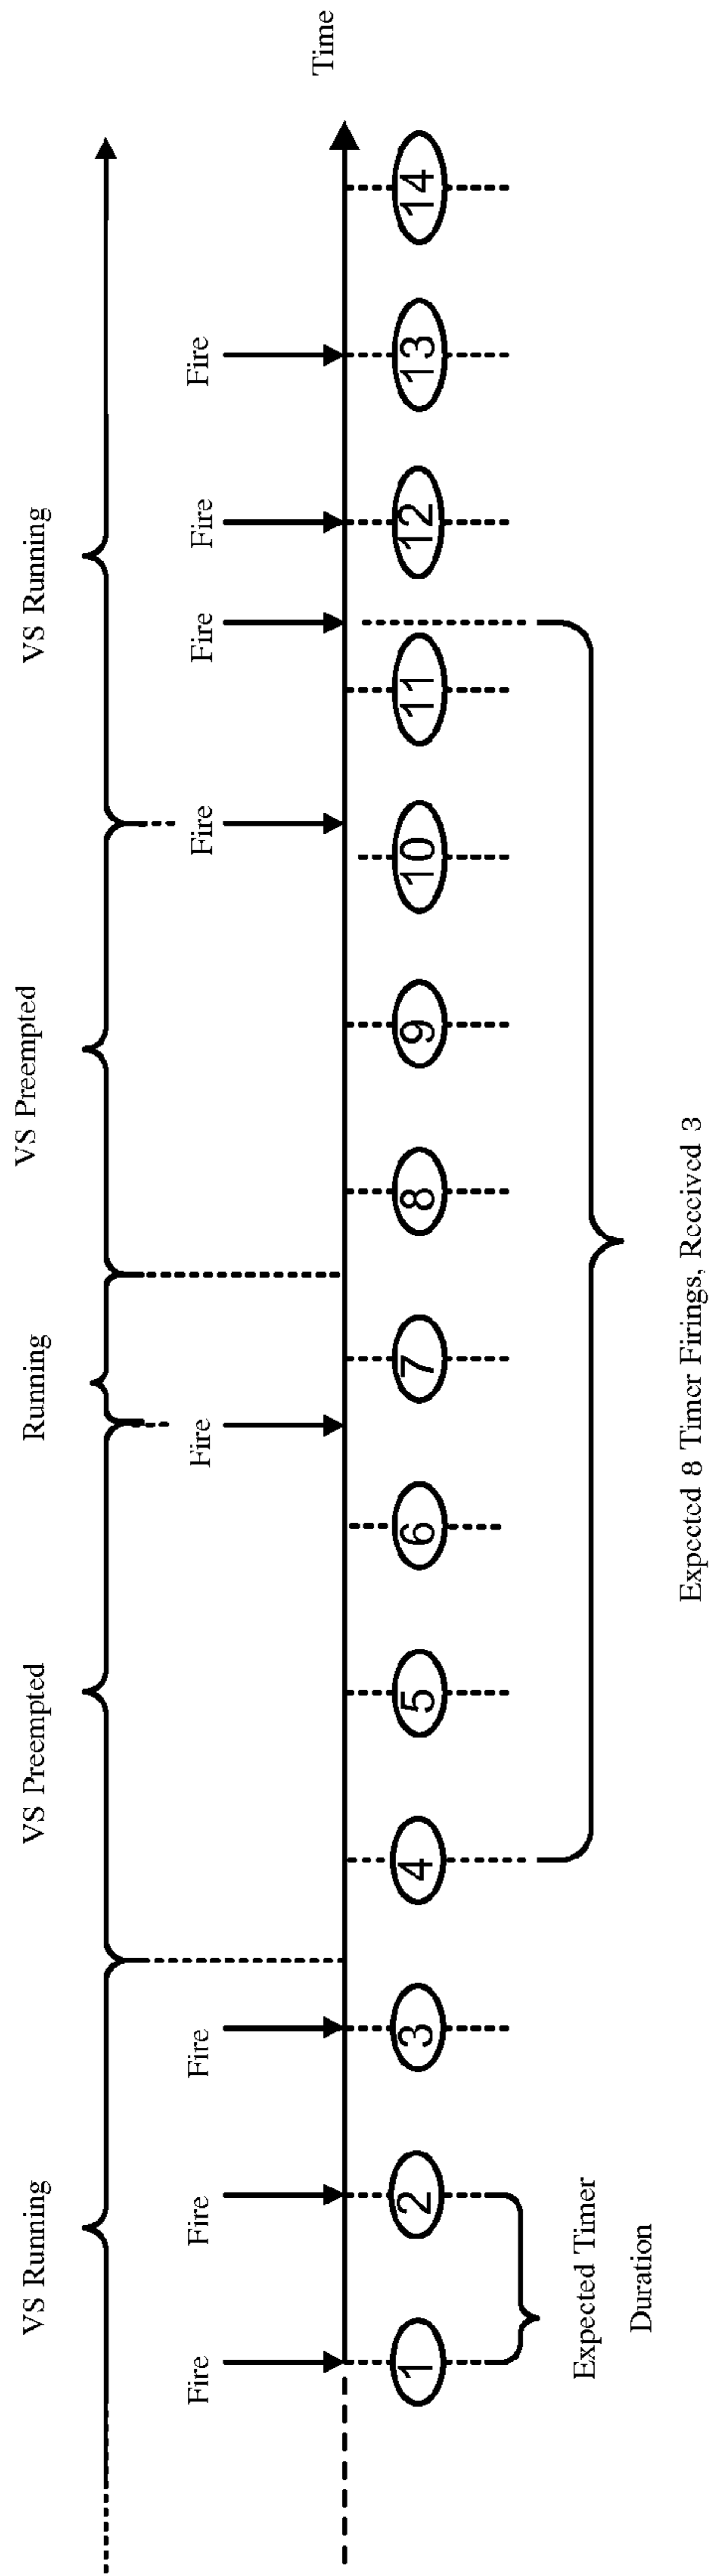 VS Running
VS Preempted
Running
VS Preempted
VS Running
Fire
Fire
Fire
Fire
Fire
Fire
Fire
Fire
Time
1
2
3
4
5
6
7
8
9
10
11
12
13
14
Expected Timer
Duration
Expected 8 Timer Firings, Received 3